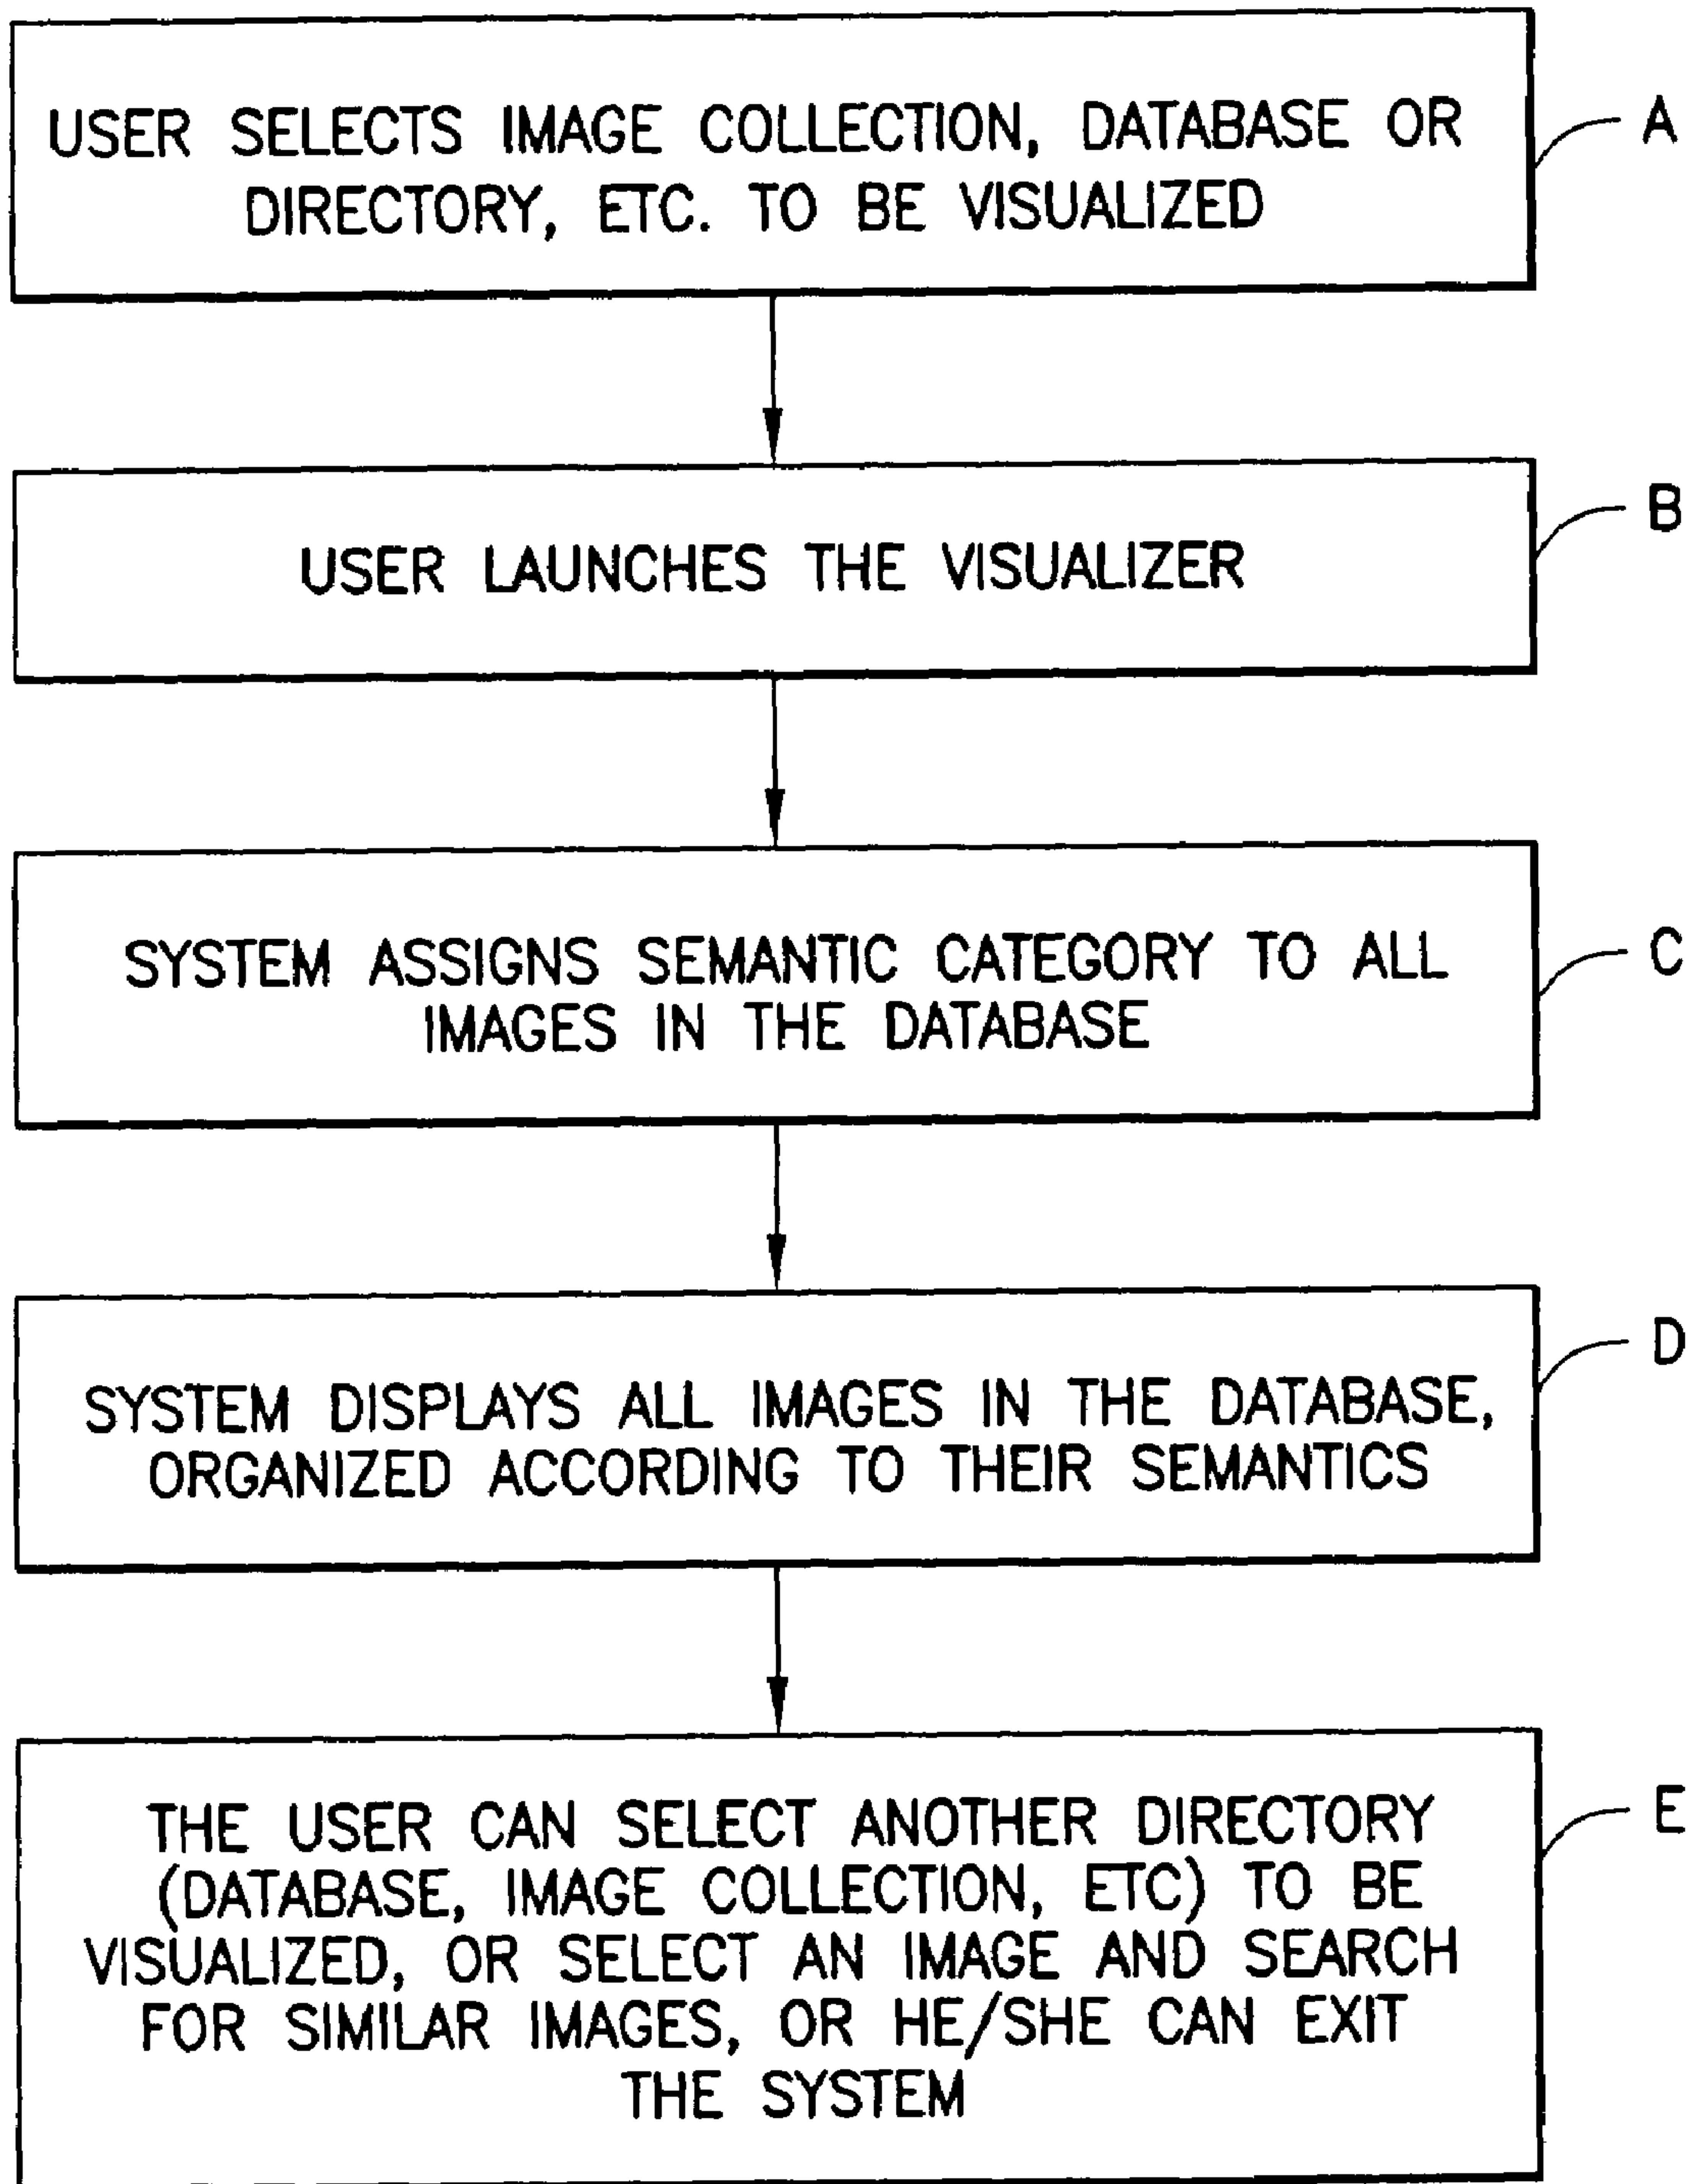 USER SELECTS IMAGE COLLECTION, DATABASE OR
DIRECTORY, ETC. TO BE VISUALIZED
A
USER LAUNCHES THE VISUALIZER
B
SYSTEM ASSIGNS SEMANTIC CATEGORY TO ALL
IMAGES IN THE DATABASE
C
SYSTEM DISPLAYS ALL IMAGES IN THE DATABASE,
ORGANIZED ACCORDING TO THEIR SEMANTICS
D
THE USER CAN SELECT ANOTHER DIRECTORY
(DATABASE, IMAGE COLLECTION, ETC) TO BE
VISUALIZED, OR SELECT AN IMAGE AND SEARCH
FOR SIMILAR IMAGES, OR HE/SHE CAN EXIT
THE SYSTEM
E